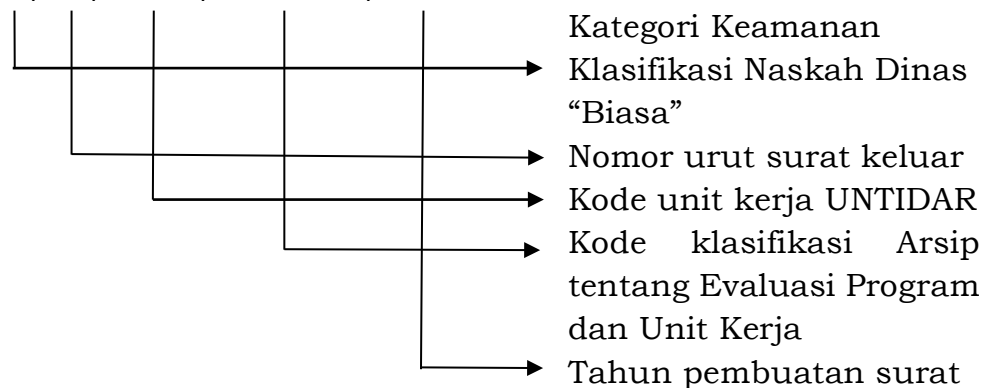 Kategori Keamanan
Klasifikasi Naskah Dinas
“Biasa”
Nomor urut surat keluar
Kode unit kerja UNTIDAR
Kode klasifikasi Arsip
tentang Evaluasi Program
dan Unit Kerja
Tahun pembuatan surat